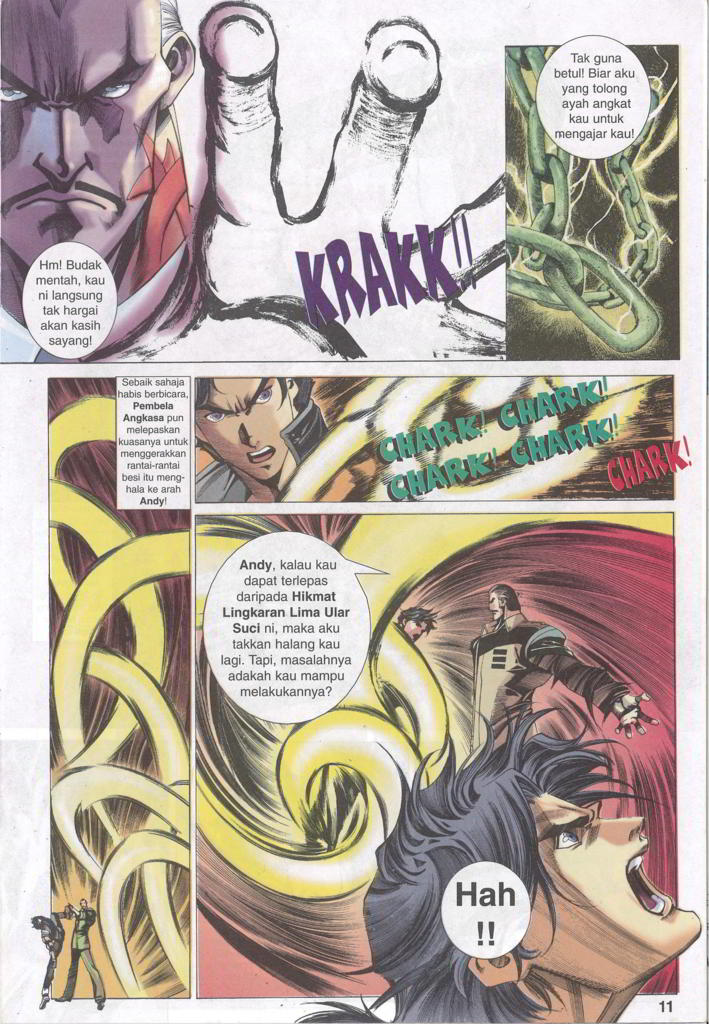 Hm! Budak
mentah, kau
ni langsung
tak hargai
akan kasih
sayang!
KRAKK!!
Tak guna
betul! Biar aku
yang tolong
ayah angkat
kau untuk
mengajar kau!
Sebaik sahaja
habis berbicara,
Pembela
Angkasa pun
melepaskan
kuasanya untuk
menggerakkan
rantai-rantai
besi itu meng-
hala ke arah
Andy!
CHARK! CHARK!
CHARK! CHARK!
CHARK!
Andy, kalau kau
dapat terlepas
daripada Hikmat
Lingkaran Lima Ular
Suci ni, maka aku
takkan halang kau
lagi. Tapi, masalahnya
adakah kau mampu
melakukannya?
Hah
!!
11